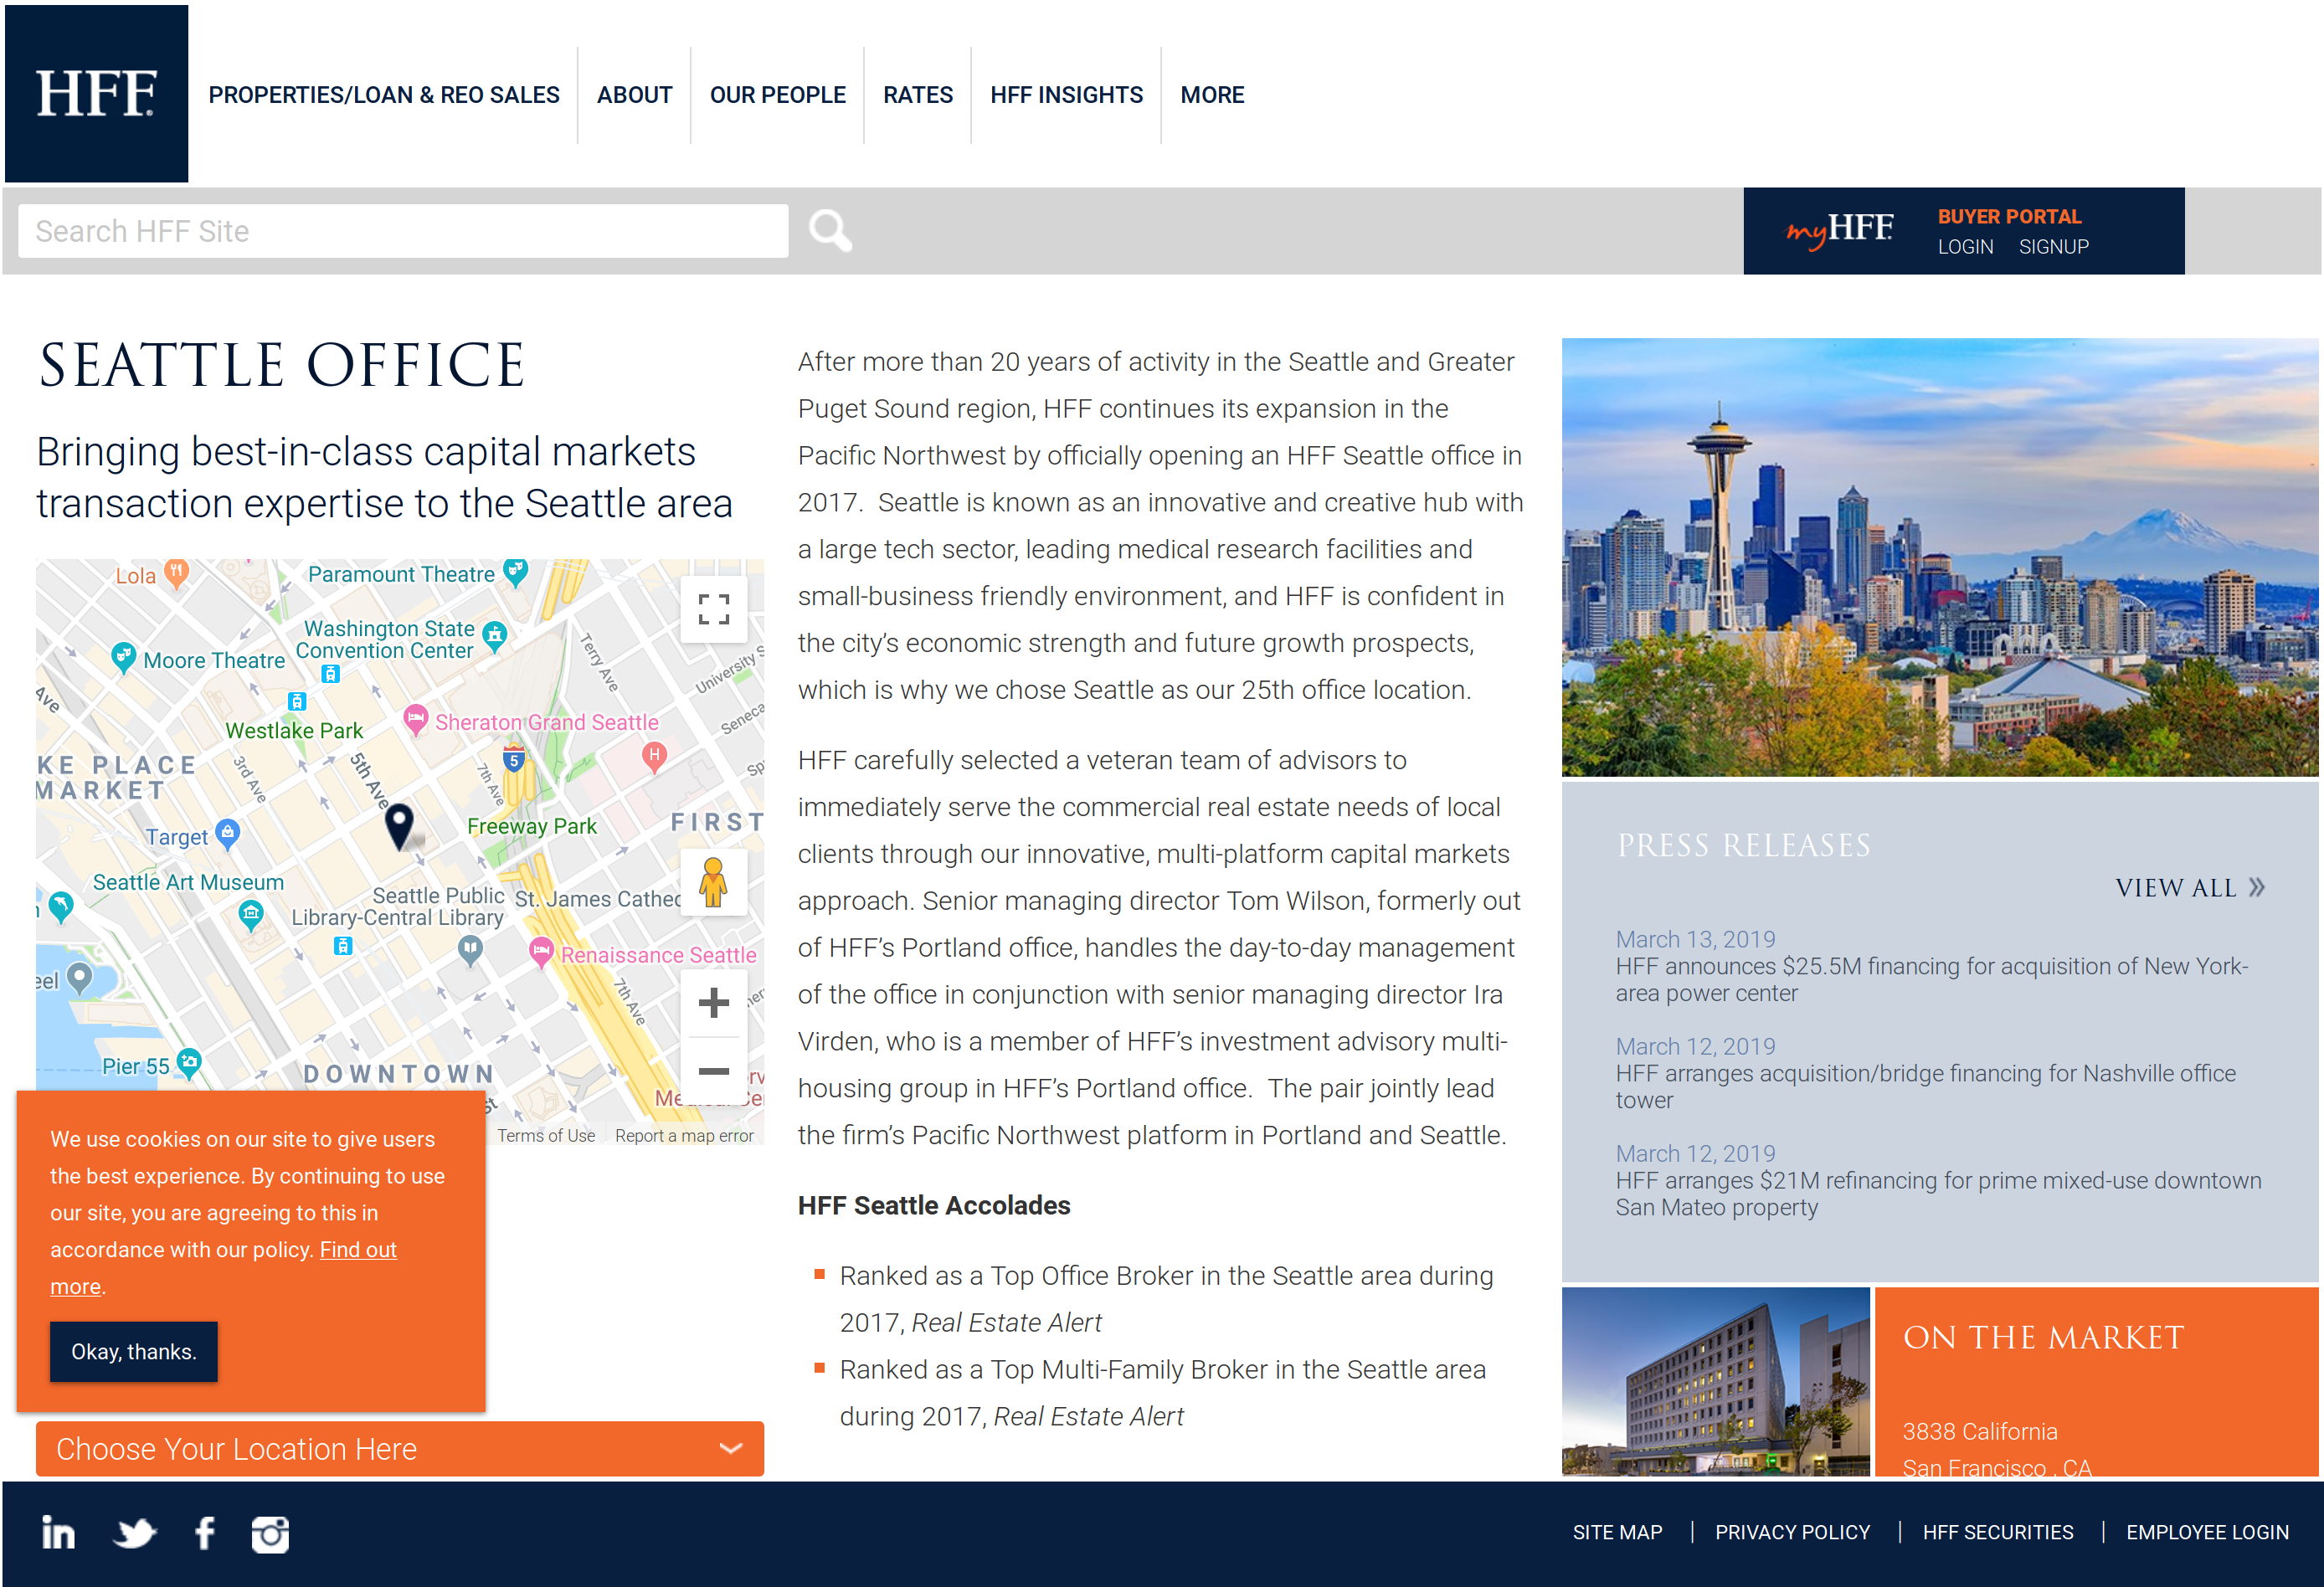 HFF
PROPERTIES/LOAN & REO SALES
ABOUT
OUR PEOPLE
RATES
HFF INSIGHTS
MORE
Search HFF Site
myHFF
BUYER PORTAL
LOGIN SIGNUP
SEATTLE OFFICE
Bringing best-in-class capital markets
transaction expertise to the Seattle area
Lola
Paramount Theatre
Washington State
Convention Center
Moore Theatre
Terry Ave
University S
Ave
Westlake Park
Sheraton Grand Seattle
Seneca
H
5
KE PLACE
MARKET
3rd Ave
5th Ave
7th Ave
Sp
Target
Freeway Park
FIRST
Seattle Art Museum
Seattle Public
Library-Central Library
St. James Cathed
Renaissance Seattle
eel
7th Ave
Pier 55
DOWNTOWN
Terms of Use
Report a map error
We use cookies on our site to give users
the best experience. By continuing to use
our site, you are agreeing to this in
accordance with our policy. Find out
more.
Okay, thanks.
Choose Your Location Here
After more than 20 years of activity in the Seattle and Greater
Puget Sound region, HFF continues its expansion in the
Pacific Northwest by officially opening an HFF Seattle office in
2017.  Seattle is known as an innovative and creative hub with
a large tech sector, leading medical research facilities and
small-business friendly environment, and HFF is confident in
the city’s economic strength and future growth prospects,
which is why we chose Seattle as our 25th office location.
HFF carefully selected a veteran team of advisors to
immediately serve the commercial real estate needs of local
clients through our innovative, multi-platform capital markets
approach. Senior managing director Tom Wilson, formerly out
of HFF’s Portland office, handles the day-to-day management
of the office in conjunction with senior managing director Ira
Virden, who is a member of HFF’s investment advisory multi-
housing group in HFF’s Portland office.  The pair jointly lead
the firm’s Pacific Northwest platform in Portland and Seattle.
HFF Seattle Accolades
Ranked as a Top Office Broker in the Seattle area during
2017, Real Estate Alert
Ranked as a Top Multi-Family Broker in the Seattle area
during 2017, Real Estate Alert
PRESS RELEASES
VIEW ALL »
March 13, 2019
HFF announces $25.5M financing for acquisition of New York-
area power center
March 12, 2019
HFF arranges acquisition/bridge financing for Nashville office
tower
March 12, 2019
HFF arranges $21M refinancing for prime mixed-use downtown
San Mateo property
ON THE MARKET
3838 California
San Francisco , CA
SITE MAP | PRIVACY POLICY | HFF SECURITIES | EMPLOYEE LOGIN